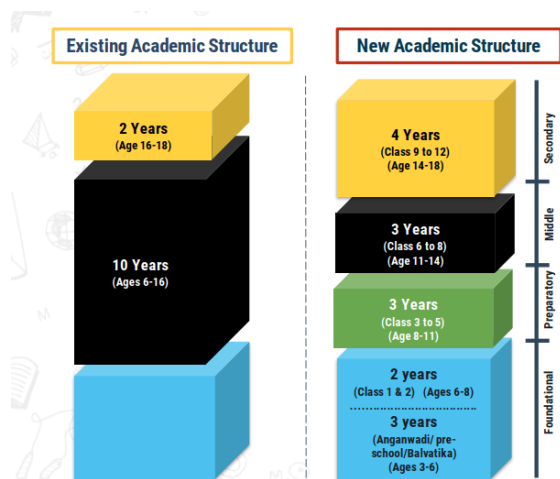 Existing Academic Structure
2 Years
(Age 16-18)
10 Years
(Ages 6-16)
New Academic Structure
4 Years
(Class 9 to 12)
(Age 14-18)
3 Years
(Class 6 to 8)
(Age 11-14)
3 Years
(Class 3 to 5)
(Age 8-11)
2 years
(Class 1 & 2) (Ages 6-8)
3 years
(Anganwadi/ pre-
school/Balvatika)
(Ages 3-6)
Secondary
Middle
Preparatory
Foundational